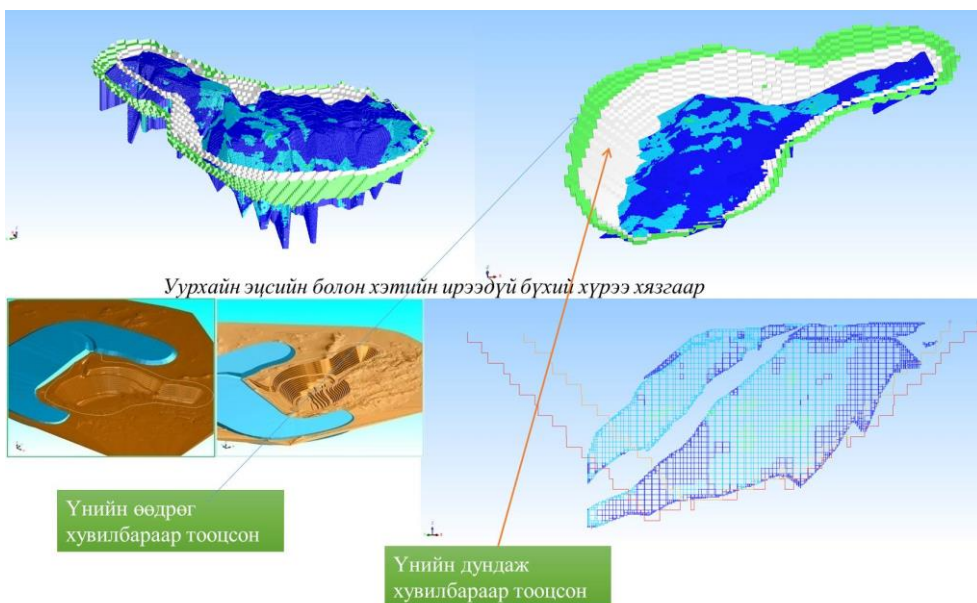 Уурхайн эцсийн болон хэтийн ирээдүй бүхий хүрээ хязгаар
Үнийн өөдрөг
хувилбараар тооцсон
Үнийн дундаж
хувилбараар тооцсон